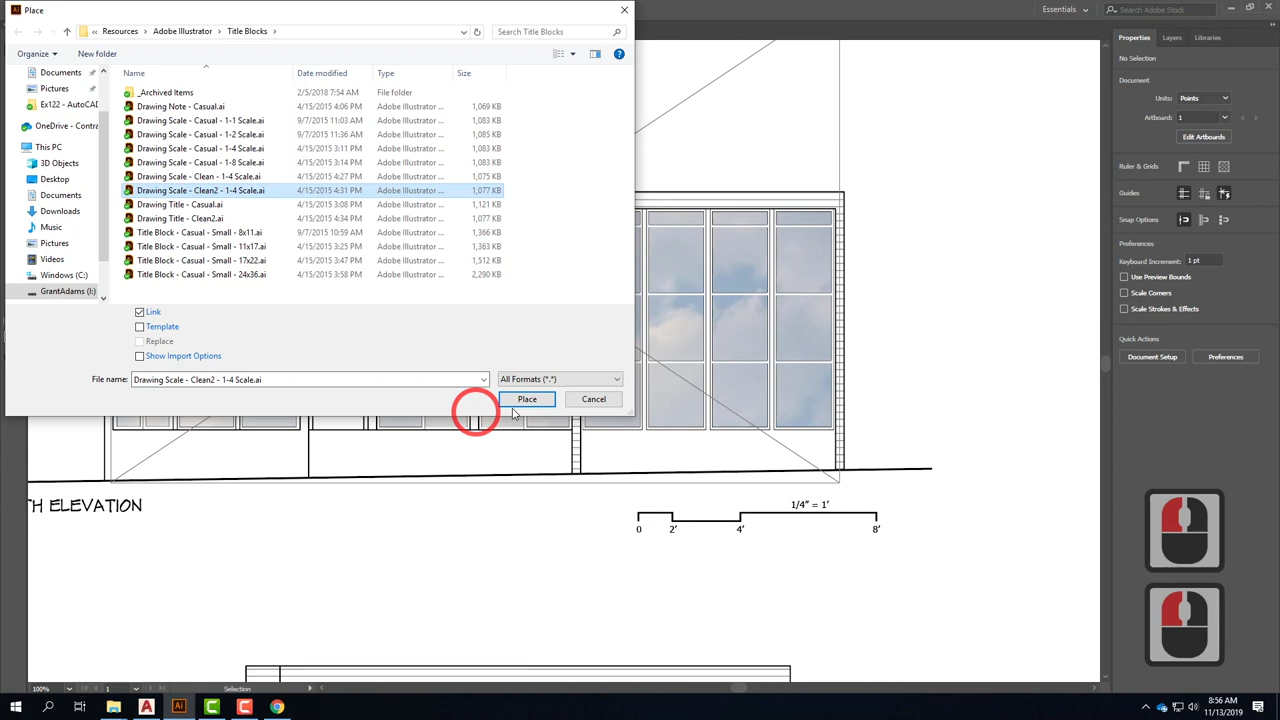 Ai Place
Essentials
Search Adobe Stock
« Resources > Adobe Illustrator > Title Blocks >
Search Title Blocks
Organize
New folder
Name
Date modified
Type
Size
Documents
Pictures
Ex122 - AutoCAD
OneDrive - Contra
This PC
3D Objects
Desktop
Documents
Downloads
Music
Pictures
Videos
Windows (C:)
GrantAdams (I:)
_Archived Items 2/5/2018 7:54 AM File folder
Drawing Note - Casual.ai 4/15/2015 4:06 PM Adobe Illustrator ... 1,069 KB
Drawing Scale - Casual - 1-1 Scale.ai 9/7/2015 11:03 AM Adobe Illustrator ... 1,083 KB
Drawing Scale - Casual - 1-2 Scale.ai 9/7/2015 11:36 AM Adobe Illustrator ... 1,085 KB
Drawing Scale - Casual - 1-4 Scale.ai 4/15/2015 3:11 PM Adobe Illustrator ... 1,083 KB
Drawing Scale - Casual - 1-8 Scale.ai 4/15/2015 3:14 PM Adobe Illustrator ... 1,083 KB
Drawing Scale - Clean - 1-4 Scale.ai 4/15/2015 4:27 PM Adobe Illustrator ... 1,075 KB
Drawing Scale - Clean2 - 1-4 Scale.ai 4/15/2015 4:31 PM Adobe Illustrator ... 1,077 KB
Drawing Title - Casual.ai 4/15/2015 3:08 PM Adobe Illustrator ... 1,121 KB
Drawing Title - Clean2.ai 4/15/2015 4:34 PM Adobe Illustrator ... 1,077 KB
Title Block - Casual - Small - 8x11.ai 9/7/2015 10:59 AM Adobe Illustrator ... 1,366 KB
Title Block - Casual - Small - 11x17.ai 4/15/2015 3:25 PM Adobe Illustrator ... 1,363 KB
Title Block - Casual - Small - 17x22.ai 4/15/2015 3:47 PM Adobe Illustrator ... 1,512 KB
Title Block - Casual - Small - 24x36.ai 4/15/2015 3:58 PM Adobe Illustrator ... 2,290 KB
Link
Template
Replace
Show Import Options
File name: Drawing Scale - Clean2 - 1-4 Scale.ai
All Formats (*.*)
Place
Cancel
Properties
Layers
Libraries
No Selection
Document
Units: Points
Artboard: 1
Edit Artboards
Ruler & Grids
Guides
Snap Options
Preferences
Keyboard Increment: 1 pt
Use Preview Bounds
Scale Corners
Scale Strokes & Effects
Quick Actions
Document Setup
Preferences
TH ELEVATION
1/4" = 1'
0 2' 4' 8'
100%
1
Selection
Ai
8:56 AM
11/13/2019